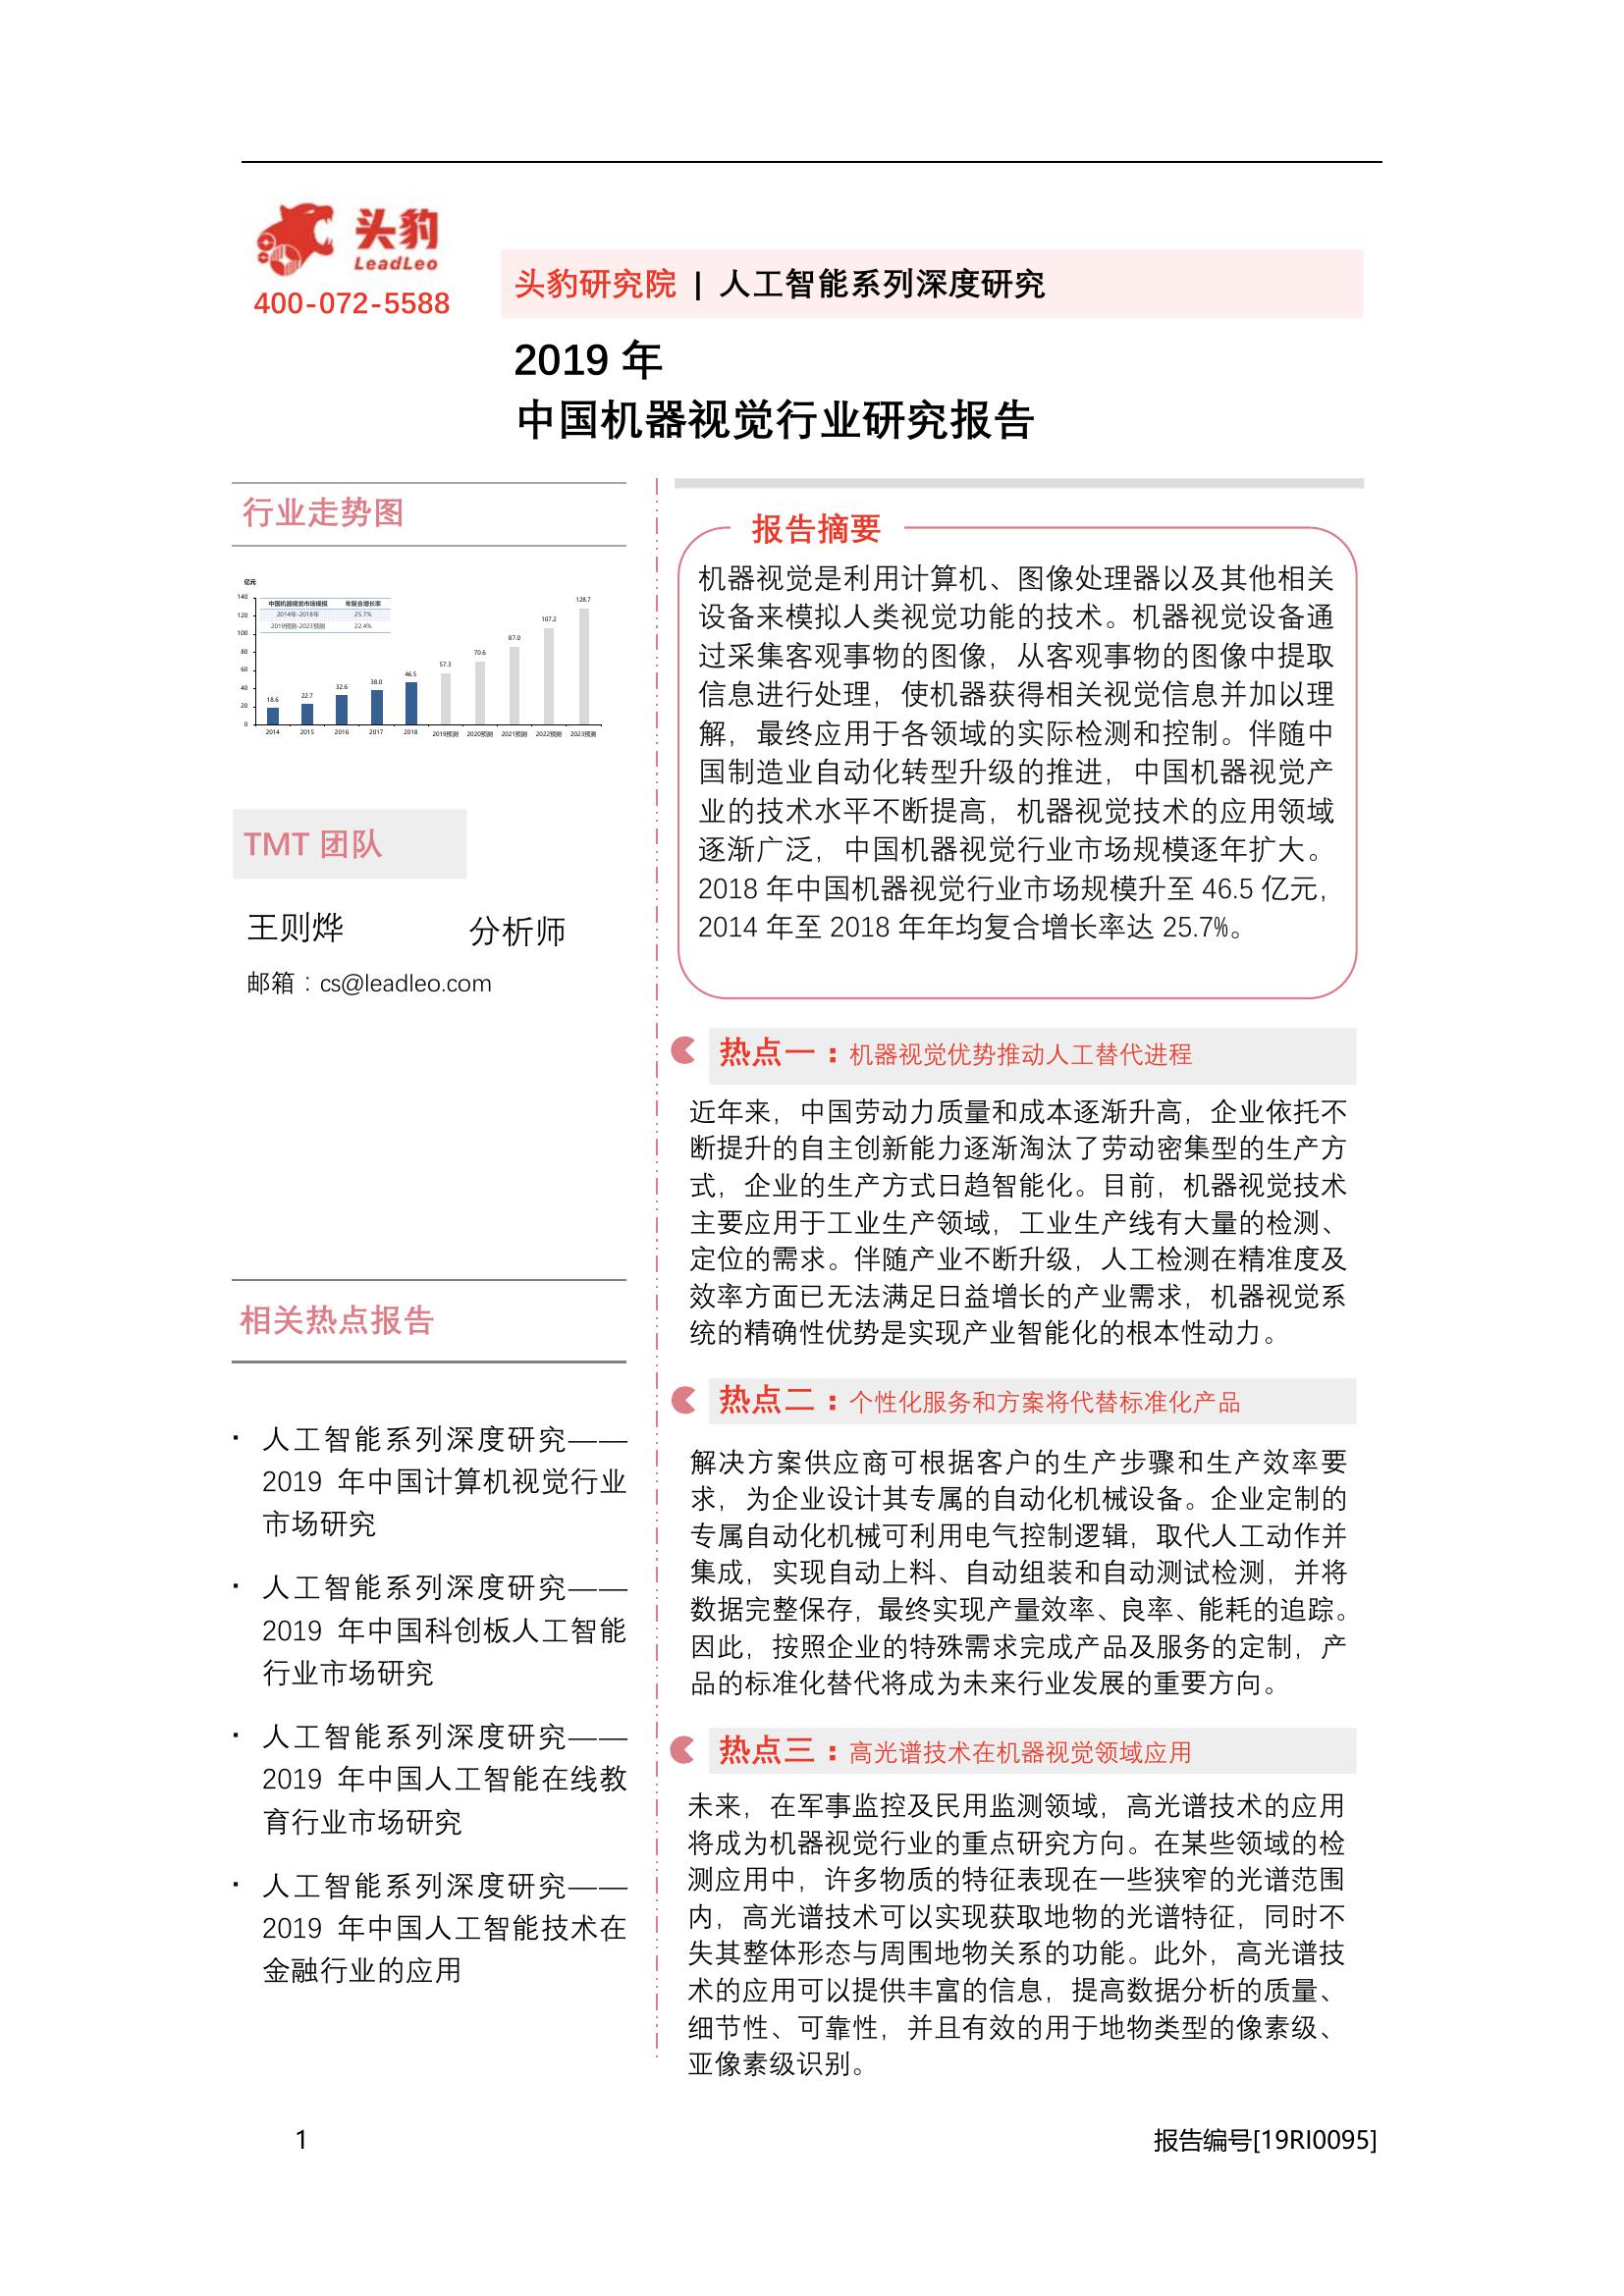 头豹
LeadLeo
400-072-5588
头豹研究院 | 人工智能系列深度研究
2019 年
中国机器视觉行业研究报告
行业走势图
亿元
140
120
100
80
60
40
20
0
中国机器视觉市场规模 年复合增长率
2014年-2018年 25.7%
2019预测-2023预测 22.4%
18.6
22.7
32.6
38.0
46.5
57.3
70.6
87.0
107.2
128.7
2014 2015 2016 2017 2018 2019预测 2020预测 2021预测 2022预测 2023预测
TMT 团队
王则烨 分析师
邮箱：cs@leadleo.com
相关热点报告
· 人工智能系列深度研究——
2019 年中国计算机视觉行业
市场研究
· 人工智能系列深度研究——
2019 年中国科创板人工智能
行业市场研究
· 人工智能系列深度研究——
2019 年中国人工智能在线教
育行业市场研究
· 人工智能系列深度研究——
2019 年中国人工智能技术在
金融行业的应用
报告摘要
机器视觉是利用计算机、图像处理器以及其他相关
设备来模拟人类视觉功能的技术。机器视觉设备通
过采集客观事物的图像，从客观事物的图像中提取
信息进行处理，使机器获得相关视觉信息并加以理
解，最终应用于各领域的实际检测和控制。伴随中
国制造业自动化转型升级的推进，中国机器视觉产
业的技术水平不断提高，机器视觉技术的应用领域
逐渐广泛，中国机器视觉行业市场规模逐年扩大。
2018 年中国机器视觉行业市场规模升至 46.5 亿元，
2014 年至 2018 年年均复合增长率达 25.7%。
热点一：机器视觉优势推动人工替代进程
近年来，中国劳动力质量和成本逐渐升高，企业依托不
断提升的自主创新能力逐渐淘汰了劳动密集型的生产方
式，企业的生产方式日趋智能化。目前，机器视觉技术
主要应用于工业生产领域，工业生产线有大量的检测、
定位的需求。伴随产业不断升级，人工检测在精准度及
效率方面已无法满足日益增长的产业需求，机器视觉系
统的精确性优势是实现产业智能化的根本性动力。
热点二：个性化服务和方案将代替标准化产品
解决方案供应商可根据客户的生产步骤和生产效率要
求，为企业设计其专属的自动化机械设备。企业定制的
专属自动化机械可利用电气控制逻辑，取代人工动作并
集成，实现自动上料、自动组装和自动测试检测，并将
数据完整保存，最终实现产量效率、良率、能耗的追踪。
因此，按照企业的特殊需求完成产品及服务的定制，产
品的标准化替代将成为未来行业发展的重要方向。
热点三：高光谱技术在机器视觉领域应用
未来，在军事监控及民用监测领域，高光谱技术的应用
将成为机器视觉行业的重点研究方向。在某些领域的检
测应用中，许多物质的特征表现在一些狭窄的光谱范围
内，高光谱技术可以实现获取地物的光谱特征，同时不
失其整体形态与周围地物关系的功能。此外，高光谱技
术的应用可以提供丰富的信息，提高数据分析的质量、
细节性、可靠性，并且有效的用于地物类型的像素级、
亚像素级识别。
1 报告编号[19RI0095]